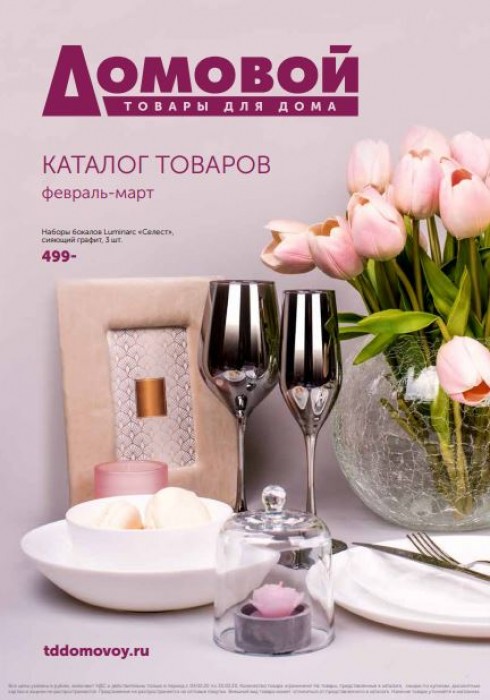 ДОМОВОЙ
ТОВАРЫ ДЛЯ ДОМА
КАТАЛОГ ТОВАРОВ
февраль-март
Наборы бокалов Luminarc «Селест»,
сияющий графит, 3 шт.
499-
tddomovoy.ru